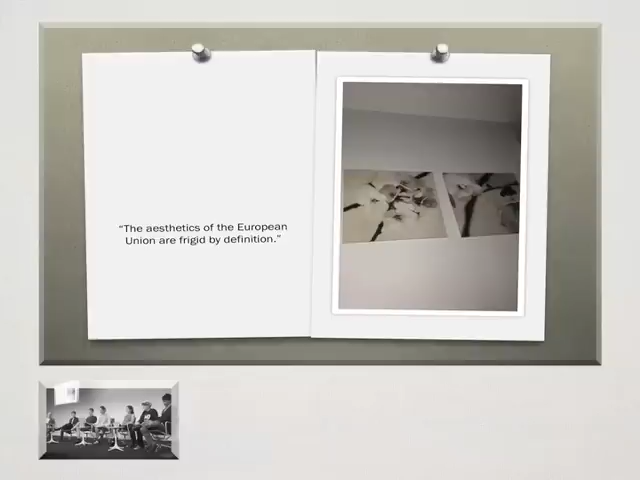 “The aesthetics of the European
Union are frigid by definition.”